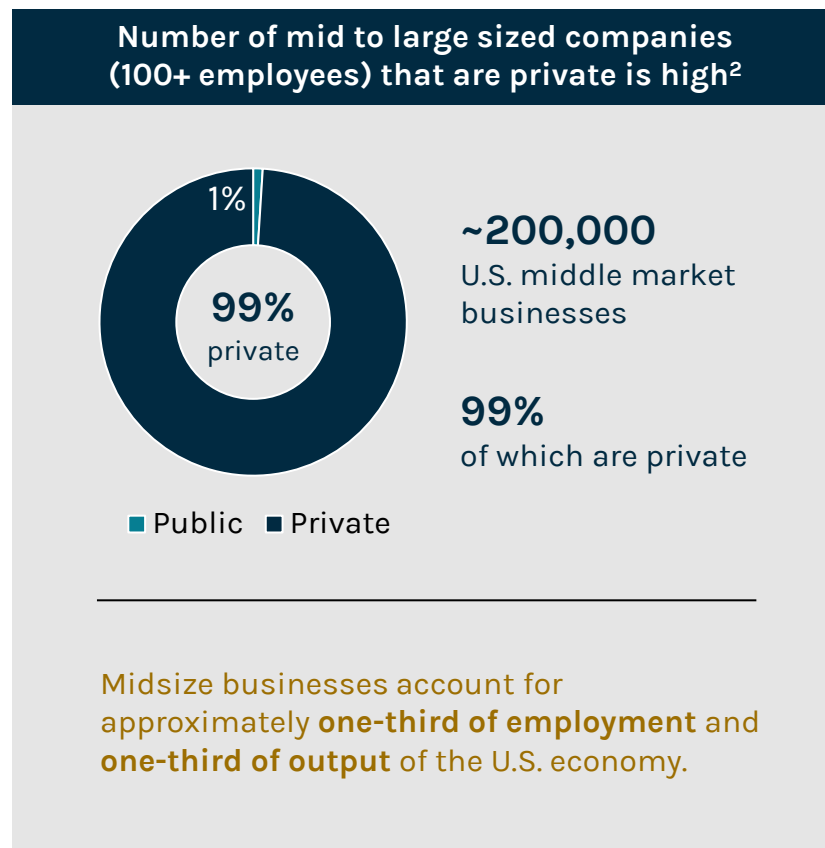 Number of mid to large sized companies
(100+ employees) that are private is high²
1%
99%
private
~200,000
U.S. middle market
businesses
99%
of which are private
Public Private
Midsize businesses account for
approximately one-third of employment and
one-third of output of the U.S. economy.